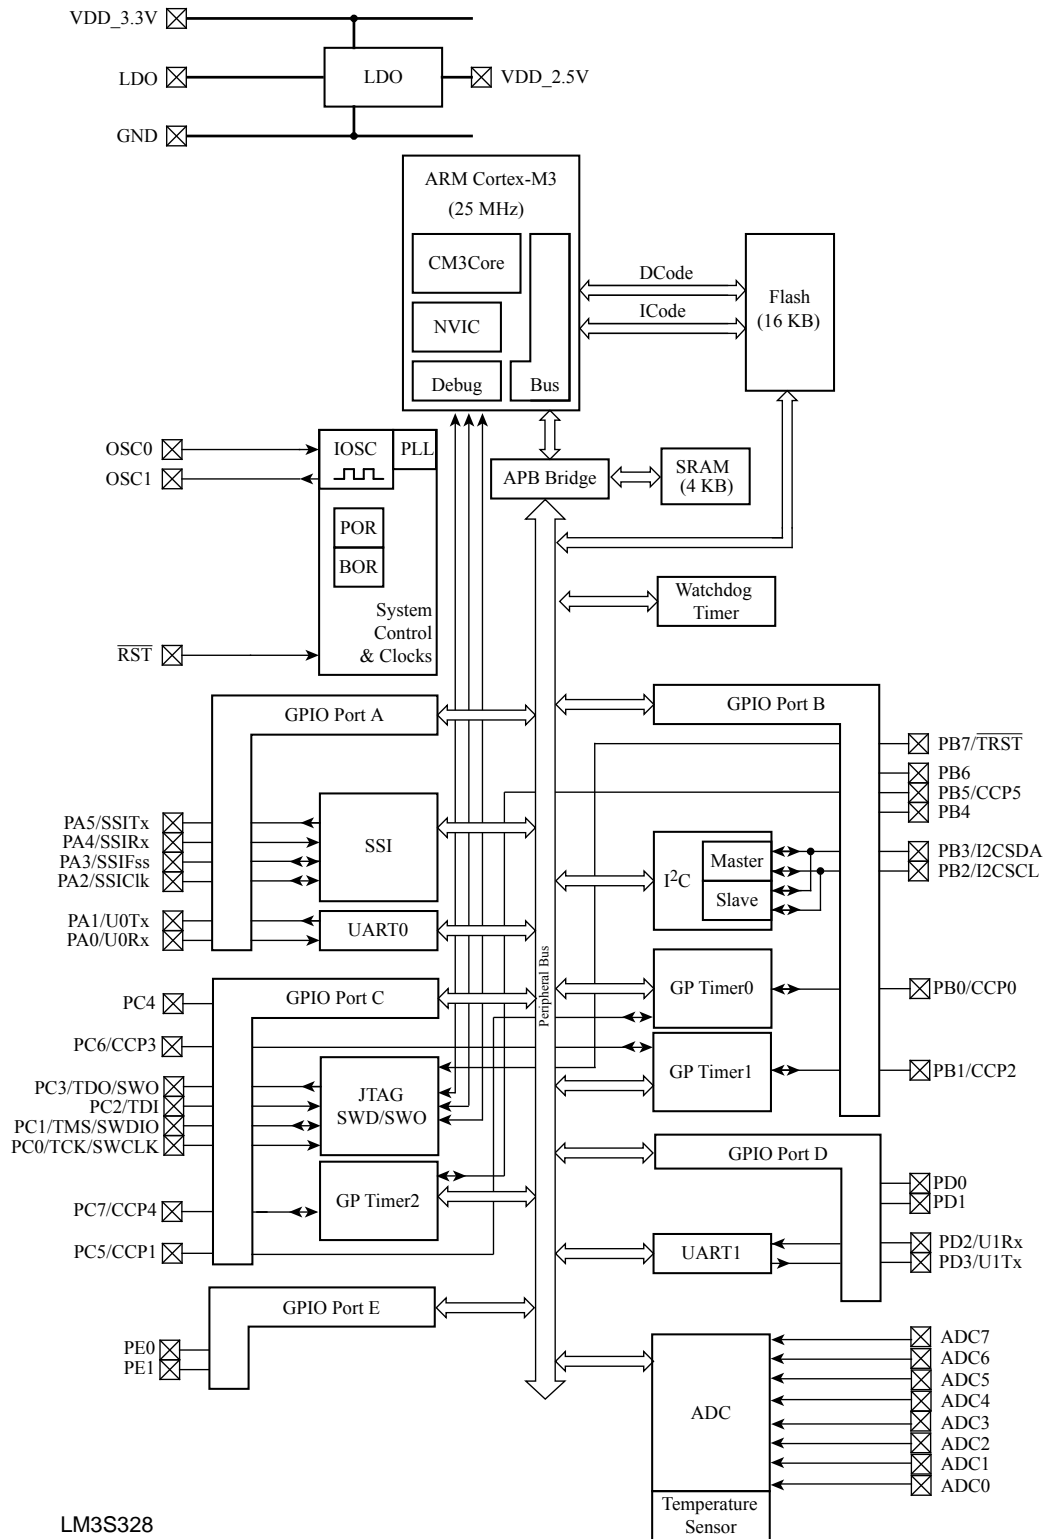 VDD_3.3V
LDO
LDO
VDD_2.5V
GND
ARM Cortex-M3
(25 MHz)
CM3Core
NVIC
Debug
Bus
DCode
ICode
Flash
(16 KB)
OSC0
OSC1
IOSC
PLL
POR
BOR
System
Control
& Clocks
RST
APB Bridge
SRAM
(4 KB)
Watchdog
Timer
GPIO Port A
PA5/SSITx
PA4/SSIRx
PA3/SSIFss
PA2/SSIClk
SSI
PA1/U0Tx
PA0/U0Rx
UART0
GPIO Port B
PB7/TRST
PB6
PB5/CCP5
PB4
I²C
Master
Slave
PB3/I2CSDA
PB2/I2CSCL
Peripheral Bus
GP Timer0
PB0/CCP0
GP Timer1
PB1/CCP2
GPIO Port C
PC4
PC6/CCP3
PC3/TDO/SWO
PC2/TDI
PC1/TMS/SWDIO
PC0/TCK/SWCLK
JTAG
SWD/SWO
PC7/CCP4
GP Timer2
PC5/CCP1
GPIO Port D
PD0
PD1
UART1
PD2/U1Rx
PD3/U1Tx
GPIO Port E
PE0
PE1
ADC
Temperature
Sensor
ADC7
ADC6
ADC5
ADC4
ADC3
ADC2
ADC1
ADC0
LM3S328